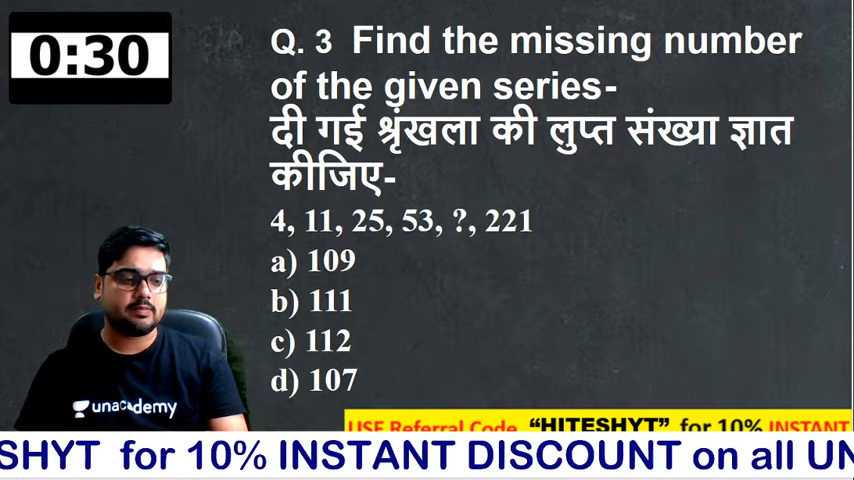 0:30
Q. 3 Find the missing number
of the given series-
दी गई श्रृंखला की लुप्त संख्या ज्ञात
कीजिए-
4, 11, 25, 53, ?, 221
a) 109
b) 111
c) 112
d) 107
unacademy
USE Referral Code "HITESHYT" for 10% INSTANT
SHYT for 10% INSTANT DISCOUNT on all UN